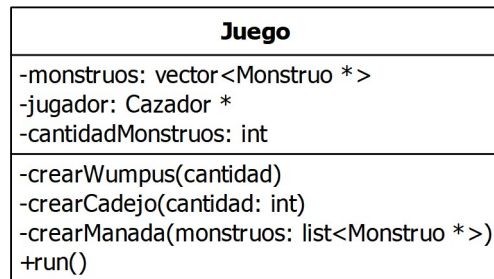 Juego
-monstruos: vector<Monstruo *>
-jugador: Cazador *
-cantidadMonstruos: int
-crearWumpus(cantidad)
-crearCadejo(cantidad: int)
-crearManada(monstruos: list<Monstruo *>)
+run()